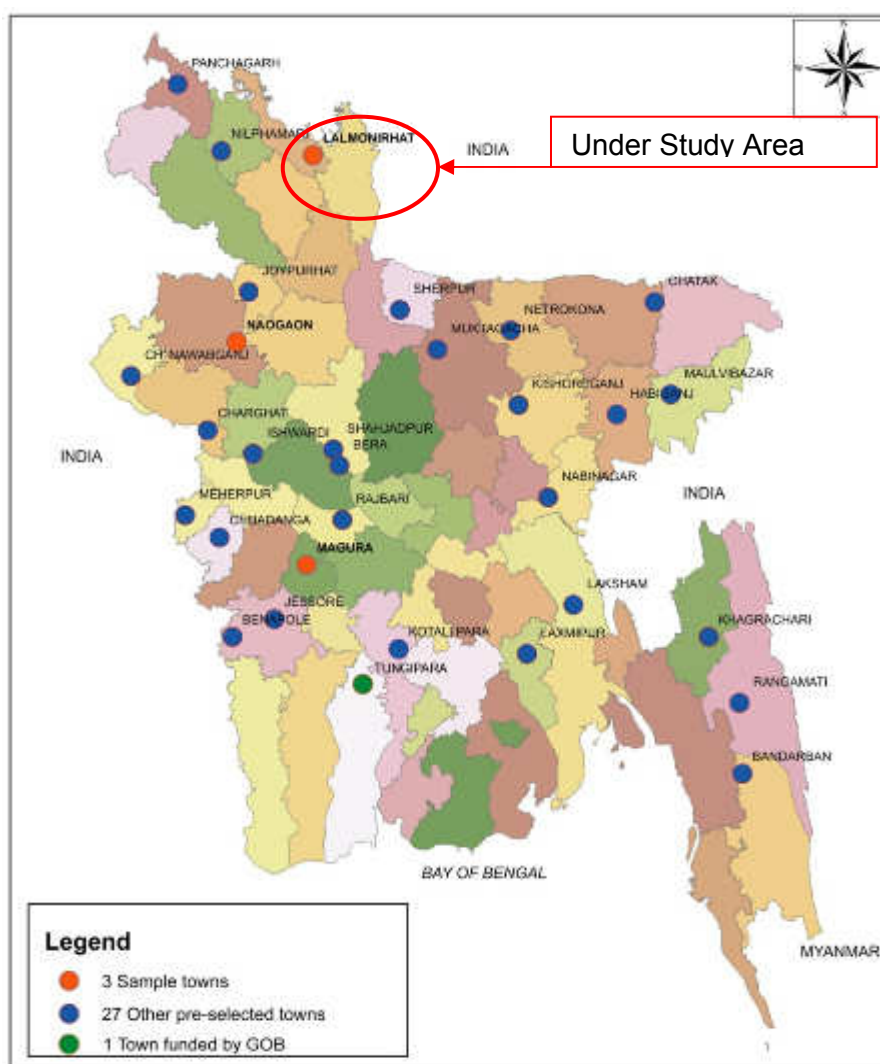 N
W
PANCHAGARH
NILPHAMARI
LALMONIRHAT
INDIA
Under Study Area
JOYPURHAT
SHERPUR
CHATAK
NETROKONA
NAOGAON
MUKTAGACHA
CH' NAWABGANJ
MAULVIBAZAR
KISHOREGANJ
HABIGANJ
CHARGHAT
ISHWARDI
SHAHJADPUR
BERA
INDIA
NABINAGAR
MEHERPUR
RAJBARI
INDIA
CHUADANGA
MAGURA
LAKSHAM
JESSORE
BENAPOLE
KOTALIPARA
LAXMIPUR
KHAGRACHARI
TUNGIPARA
RANGAMATI
BANDARBAN
BAY OF BENGAL
MYANMAR
Legend
3 Sample towns
27 Other pre-selected towns
1 Town funded by GOB
1